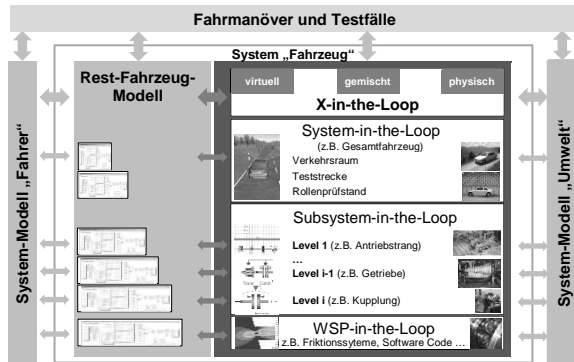 Fahrmanöver und Testfälle
System „Fahrzeug“
System-Modell „Fahrer“
Rest-Fahrzeug-
Modell
virtuell
gemischt
physisch
X-in-the-Loop
System-in-the-Loop
(z.B. Gesamtfahrzeug)
Verkehrsraum
Teststrecke
Rollenprüfstand
Subsystem-in-the-Loop
Level 1 (z.B. Antriebstrang)
...
Level i-1 (z.B. Getriebe)
Level i (z.B. Kupplung)
WSP-in-the-Loop
z.B. Friktionssyteme, Software Code ...
System-Modell „Umwelt“